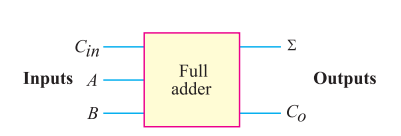 C_in Σ
Inputs A Full adder Outputs
B C_o